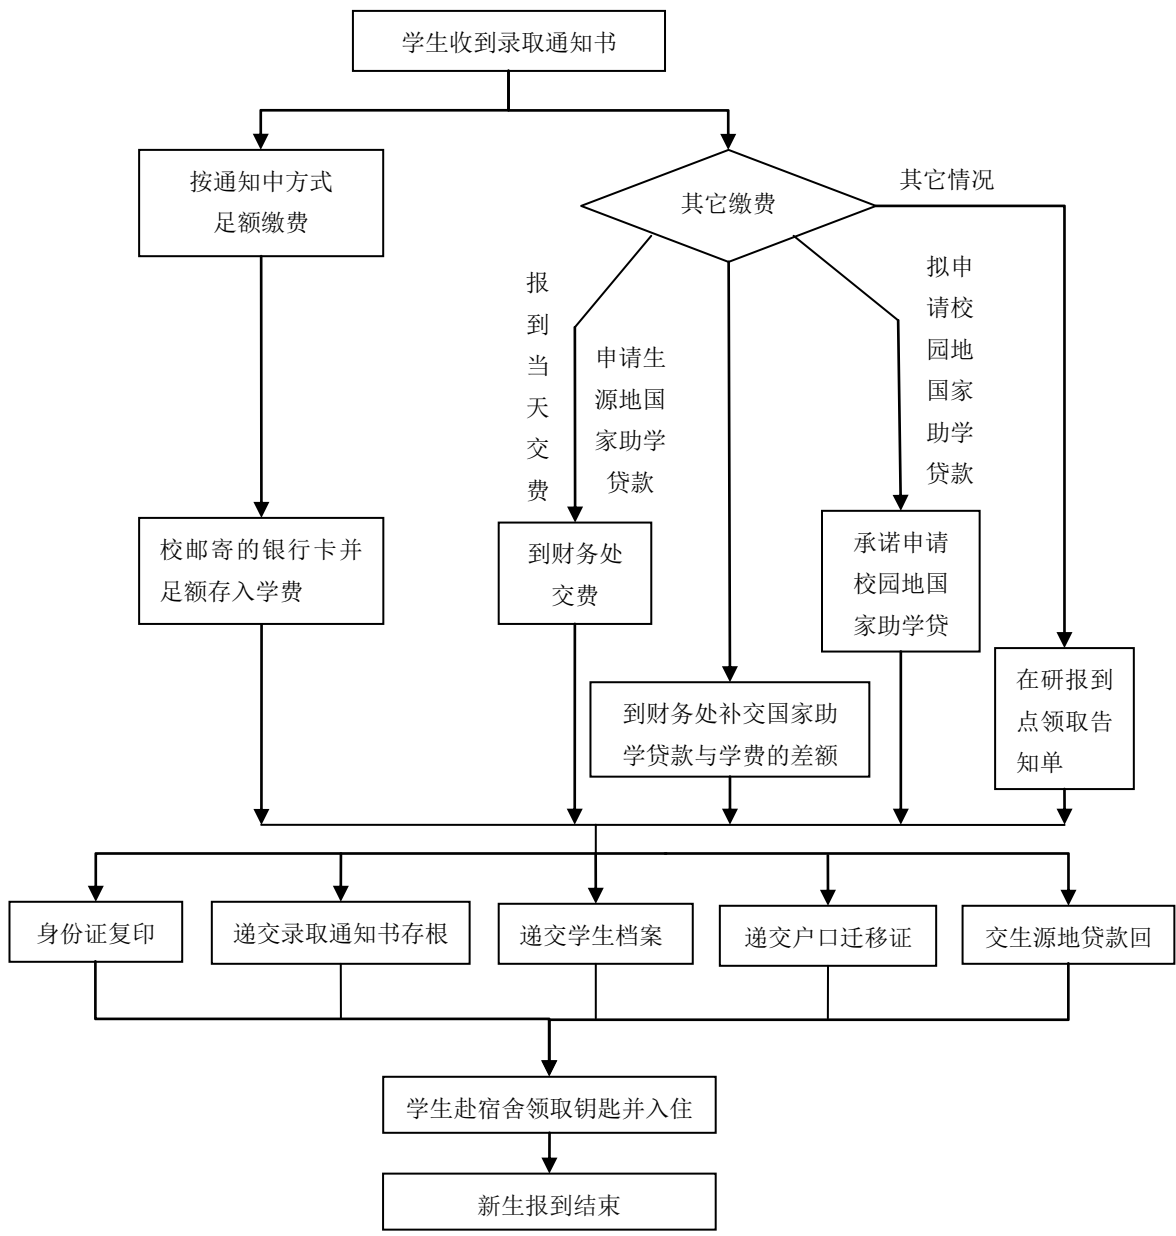 学生收到录取通知书
按通知中方式
足额缴费
其它缴费
其它情况
报
到
当
天
交
费
申请生
源地国
家助学
贷款
拟申
请校
园地
国家
助学
贷款
校邮寄的银行卡并
足额存入学费
到财务处
交费
承诺申请
校园地国
家助学贷
到财务处补交国家助
学贷款与学费的差额
在研报到
点领取告
知单
身份证复印
递交录取通知书存根
递交学生档案
递交户口迁移证
交生源地贷款回
学生赴宿舍领取钥匙并入住
新生报到结束